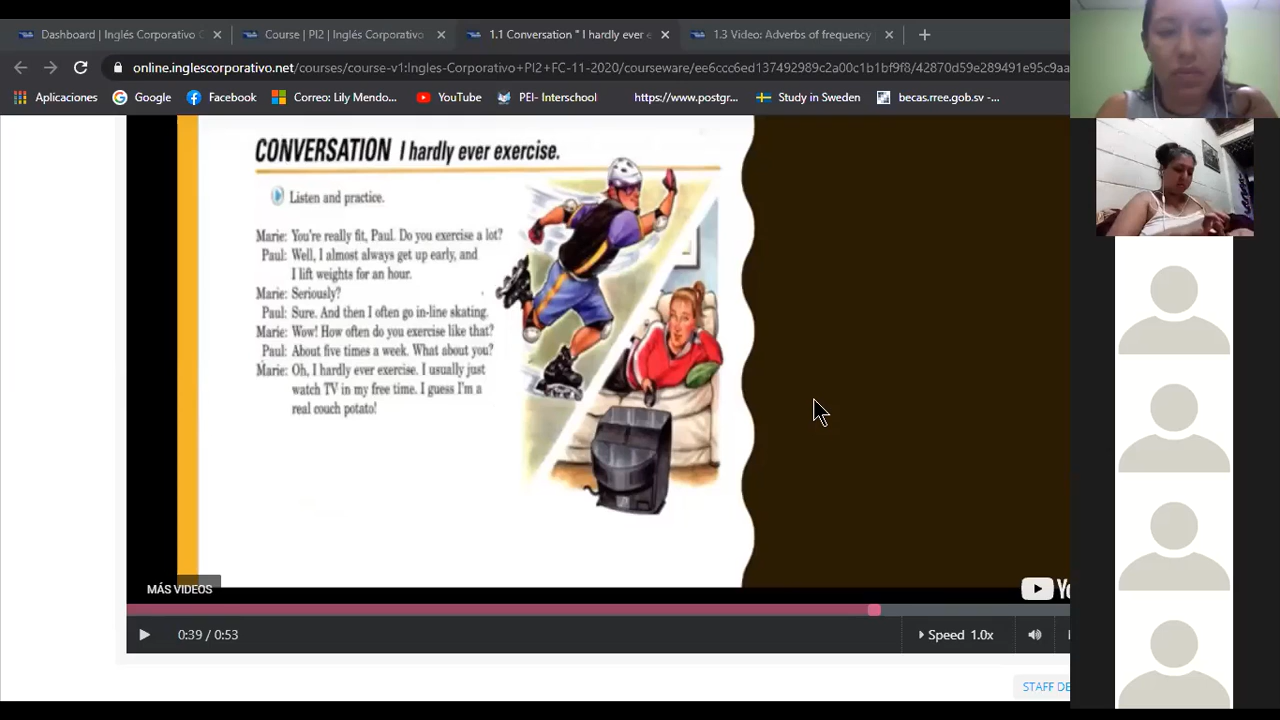 Dashboard | Inglés Corporativo
Course | PI2 | Inglés Corporativo
1.1 Conversation " I hardly ever e
1.3 Video: Adverbs of frequency
online.inglescorporativo.net/courses/course-v1:Ingles-Corporativo+PI2+FC-11-2020/courseware/ee6ccc6ed137492989c2a00c1b1bf9f8/42870d59e289491e95c9aa
Aplicaciones
Google
Facebook
Correo: Lily Mendo...
YouTube
PEI- Interschool
https://www.postgr...
Study in Sweden
becas.rree.gob.sv -...
CONVERSATION I hardly ever exercise.
Listen and practice.
Marie: You're really fit, Paul. Do you exercise a lot?
Paul: Well, I almost always get up early, and
I lift weights for an hour.
Marie: Seriously?
Paul: Sure. And then I often go in-line skating.
Marie: Wow! How often do you exercise like that?
Paul: About five times a week. What about you?
Marie: Oh, I hardly ever exercise. I usually just
watch TV in my free time. I guess I'm a
real couch potato!
MÁS VIDEOS
0:39 / 0:53
Speed 1.0x
STAFF DE